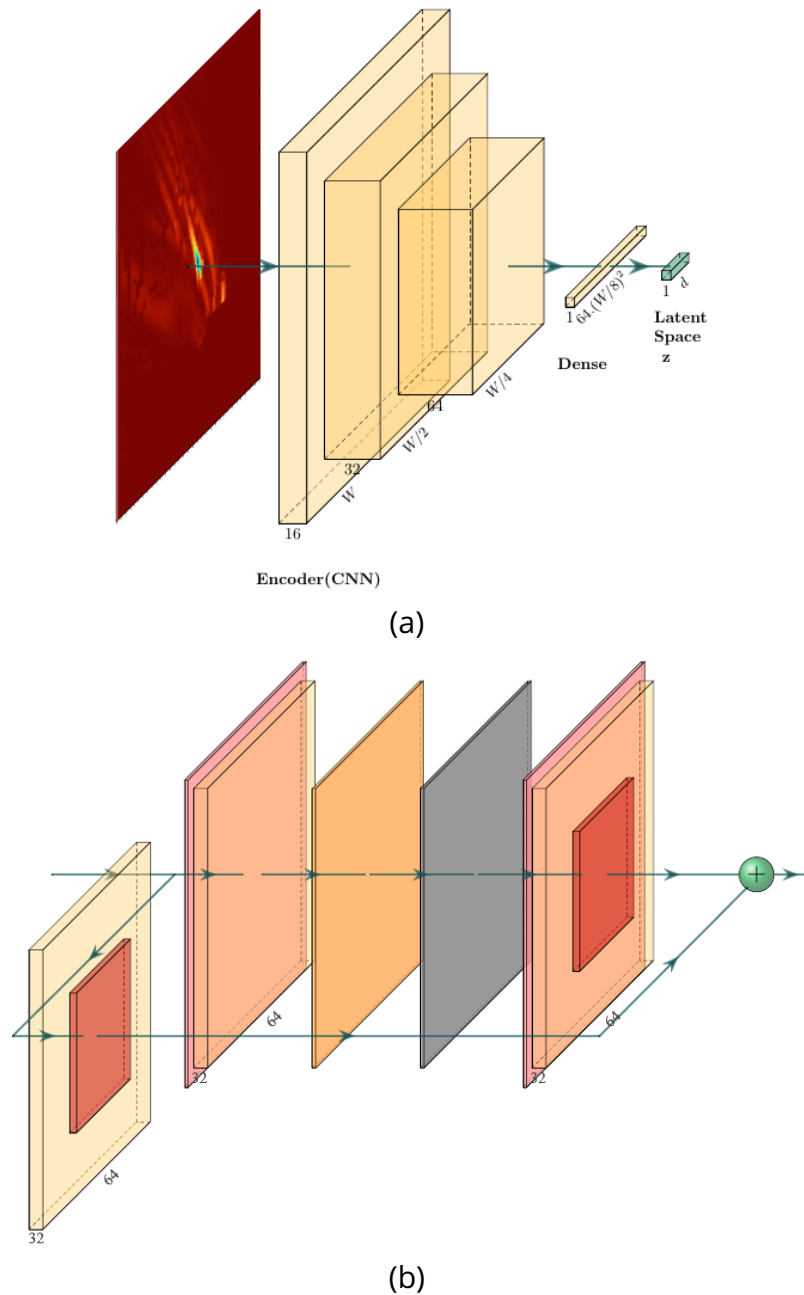 64
W/4
32
W/2
16
W
1
64.(W/8)²
Dense
1
d
Latent
Space
z
Encoder(CNN)
(a)
32
64
32
64
32
64
+
(b)